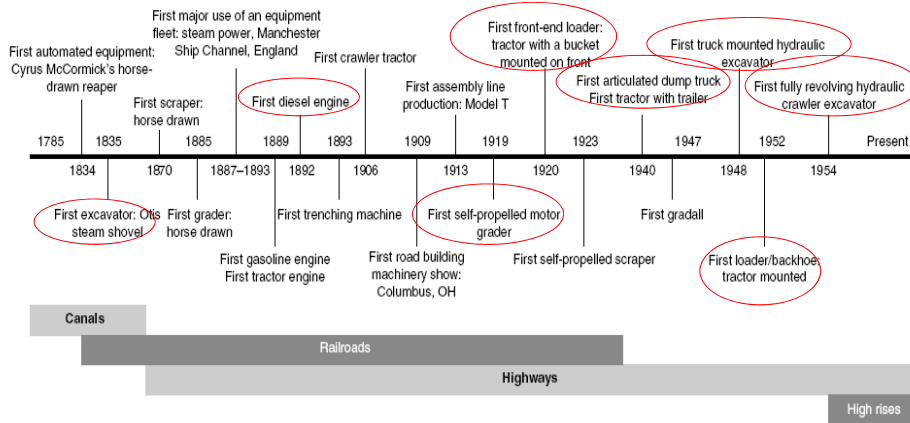 First major use of an equipment
fleet: steam power, Manchester
Ship Channel, England
First automated equipment:
Cyrus McCormick's horse-
drawn reaper
First crawler tractor
First front-end loader:
tractor with a bucket
mounted on front
First truck mounted hydraulic
excavator
First scraper:
horse drawn
First diesel engine
First assembly line
production: Model T
First articulated dump truck
First tractor with trailer
First fully revolving hydraulic
crawler excavator
1785 1835 1885 1889 1893 1909 1919 1923 1947 1952 Present
1834 1870 1887–1893 1892 1906 1913 1920 1940 1948 1954
First excavator: Otis
steam shovel
First grader:
horse drawn
First trenching machine
First self-propelled motor
grader
First gradall
First gasoline engine
First tractor engine
First road building
machinery show:
Columbus, OH
First self-propelled scraper
First loader/backhoe:
tractor mounted
Canals
Railroads
Highways
High rises